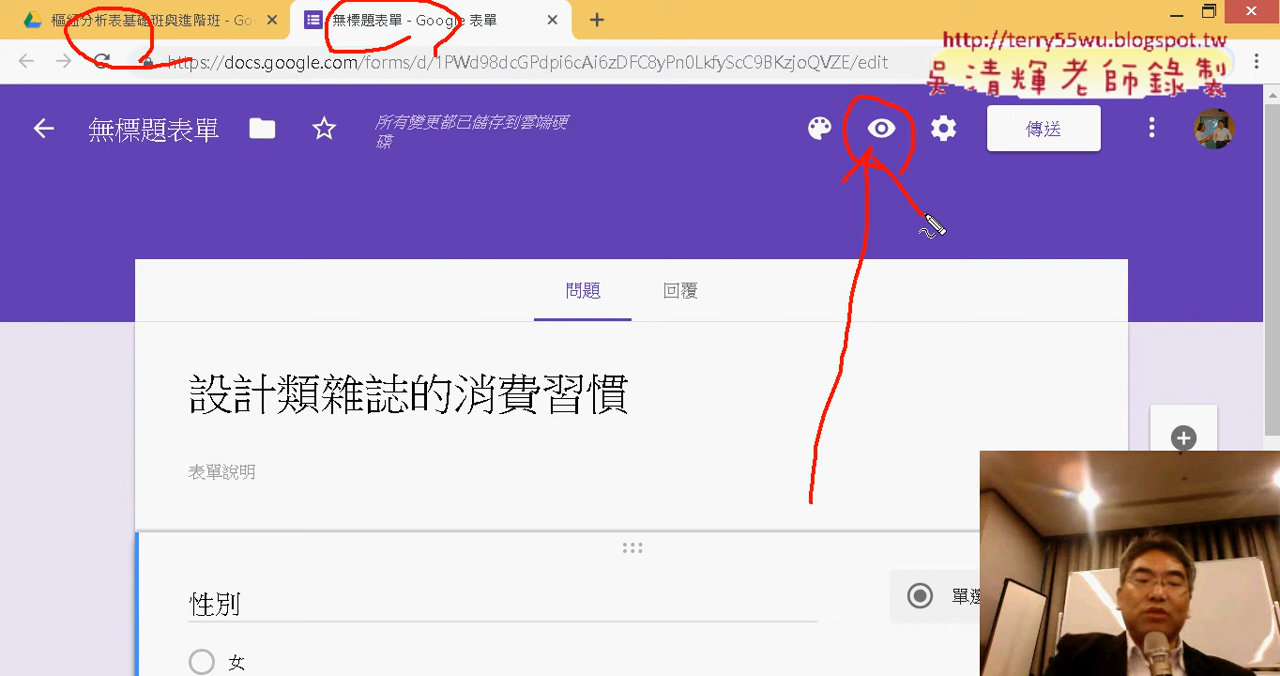 樞紐分析表基礎班與進階班 - Go
無標題表單 - Google 表單
http://terry55wu.blogspot.tw
吳清輝老師錄製
https://docs.google.com/forms/d/1PWd98dcGPdpi6cAi6zDFC8yPn0LkfyScC9BKzjoQVZE/edit
無標題表單
所有變更都已儲存到雲端硬
碟
傳送
問題
回覆
設計類雜誌的消費習慣
表單說明
性別
單選
女